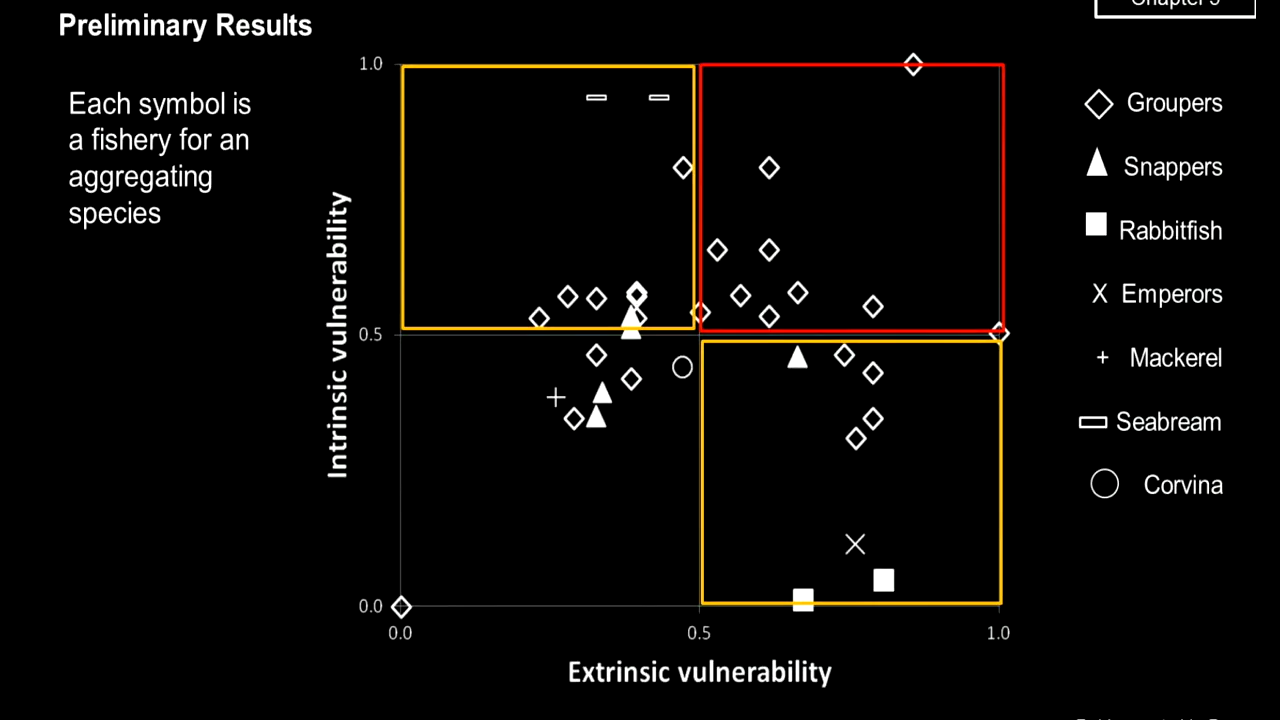 Preliminary Results
Each symbol is
a fishery for an
aggregating
species
1.0
0.5
0.0
Intrinsic vulnerability
0.0
0.5
1.0
Extrinsic vulnerability
Groupers
Snappers
Rabbitfish
Emperors
Mackerel
Seabream
Corvina